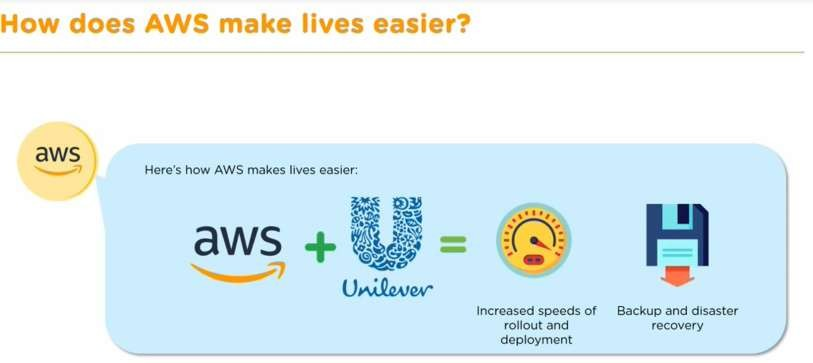 How does AWS make lives easier?
aws
Here's how AWS makes lives easier:
aws + Unilever =
Increased speeds of
rollout and
deployment
Backup and disaster
recovery